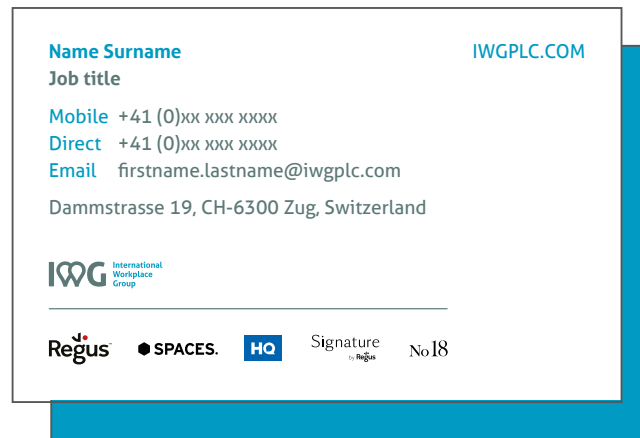 Name Surname
IWGPLC.COM
Job title
Mobile +41 (0)xx xxx xxxx
Direct +41 (0)xx xxx xxxx
Email firstname.lastname@iwgplc.com
Dammstrasse 19, CH-6300 Zug, Switzerland
IWG
International
Workplace
Group
Regus
SPACES.
HQ
Signature
by Regus
No18